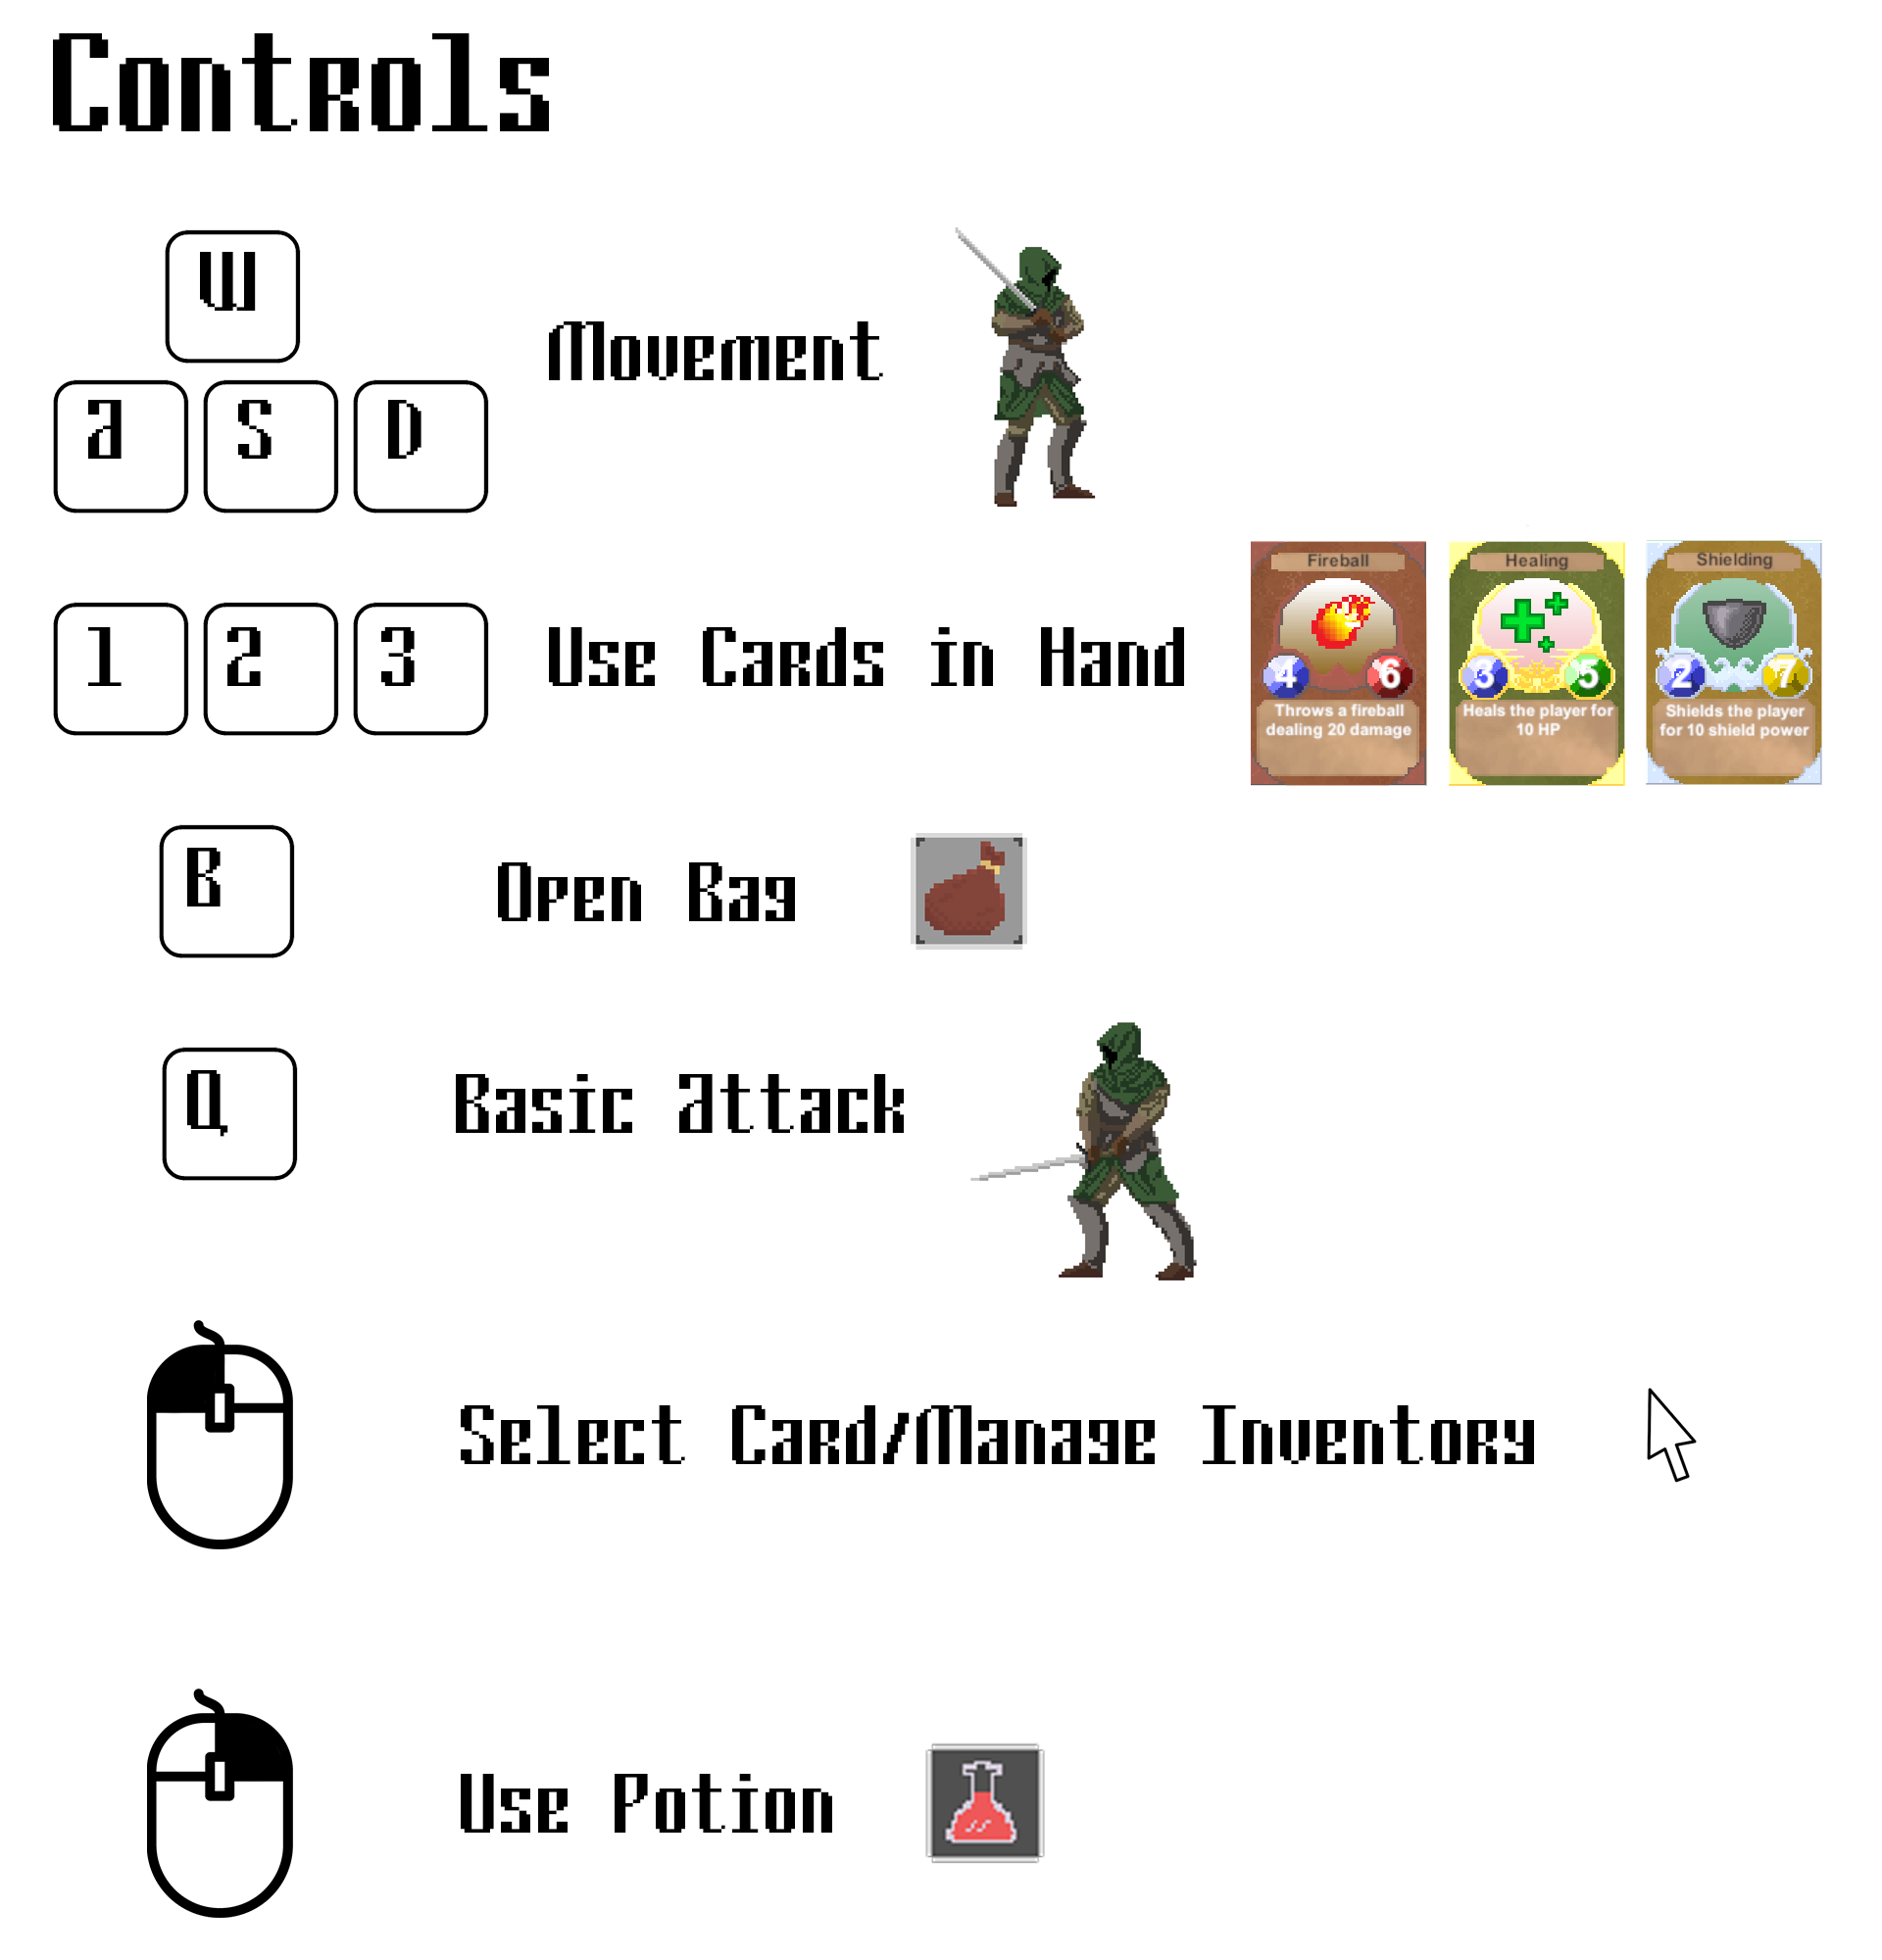 Controls
W
A S D
Movement
1 2 3
Use Cards in Hand
Fireball
4 6
Throws a fireball
dealing 20 damage
Healing
3 5
Heals the player for
10 HP
Shielding
2 7
Shields the player
for 10 shield power
B
Open Bag
Q
Basic Attack
Select Card/Manage Inventory
Use Potion